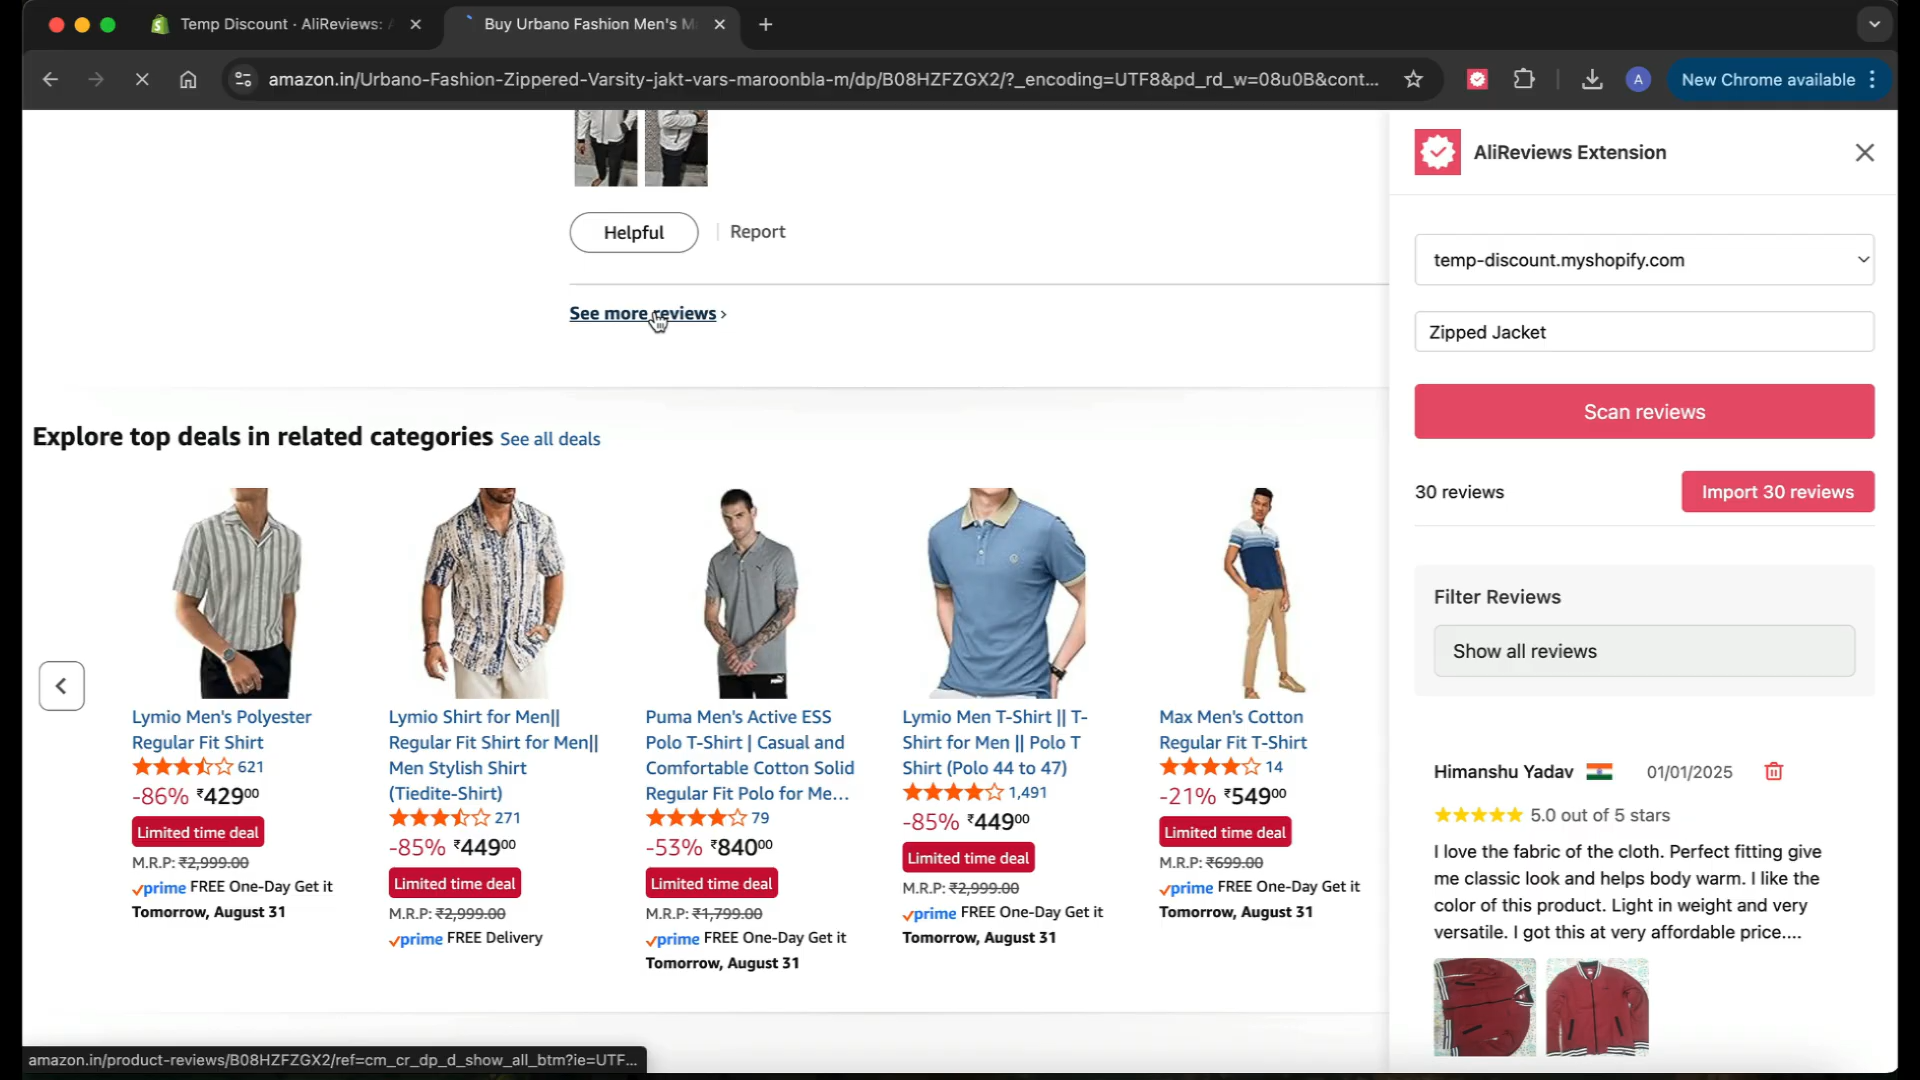 Temp Discount · AliReviews:
Buy Urbano Fashion Men's M
amazon.in/Urbano-Fashion-Zippered-Varsity-jakt-vars-maroonbla-m/dp/B08HZFZGX2/?_encoding=UTF8&pd_rd_w=08u0B&cont...
A
New Chrome available
Helpful
Report
See more reviews ›
Explore top deals in related categories See all deals
Lymio Men's Polyester
Regular Fit Shirt
621
-86% ₹429⁰⁰
Limited time deal
M.R.P: ₹2,999.00
prime FREE One-Day Get it
Tomorrow, August 31
Lymio Shirt for Men||
Regular Fit Shirt for Men||
Men Stylish Shirt
(Tiedite-Shirt)
271
-85% ₹449⁰⁰
Limited time deal
M.R.P: ₹2,999.00
prime FREE Delivery
Puma Men's Active ESS
Polo T-Shirt | Casual and
Comfortable Cotton Solid
Regular Fit Polo for Me...
79
-53% ₹840⁰⁰
Limited time deal
M.R.P: ₹1,799.00
prime FREE One-Day Get it
Tomorrow, August 31
Lymio Men T-Shirt || T-
Shirt for Men || Polo T
Shirt (Polo 44 to 47)
1,491
-85% ₹449⁰⁰
Limited time deal
M.R.P: ₹2,999.00
prime FREE One-Day Get it
Tomorrow, August 31
Max Men's Cotton
Regular Fit T-Shirt
14
-21% ₹549⁰⁰
Limited time deal
M.R.P: ₹699.00
prime FREE One-Day Get it
Tomorrow, August 31
amazon.in/product-reviews/B08HZFZGX2/ref=cm_cr_dp_d_show_all_btm?ie=UTF...
AliReviews Extension
temp-discount.myshopify.com
Zipped Jacket
Scan reviews
30 reviews
Import 30 reviews
Filter Reviews
Show all reviews
Himanshu Yadav 01/01/2025
5.0 out of 5 stars
I love the fabric of the cloth. Perfect fitting give
me classic look and helps body warm. I like the
color of this product. Light in weight and very
versatile. I got this at very affordable price....